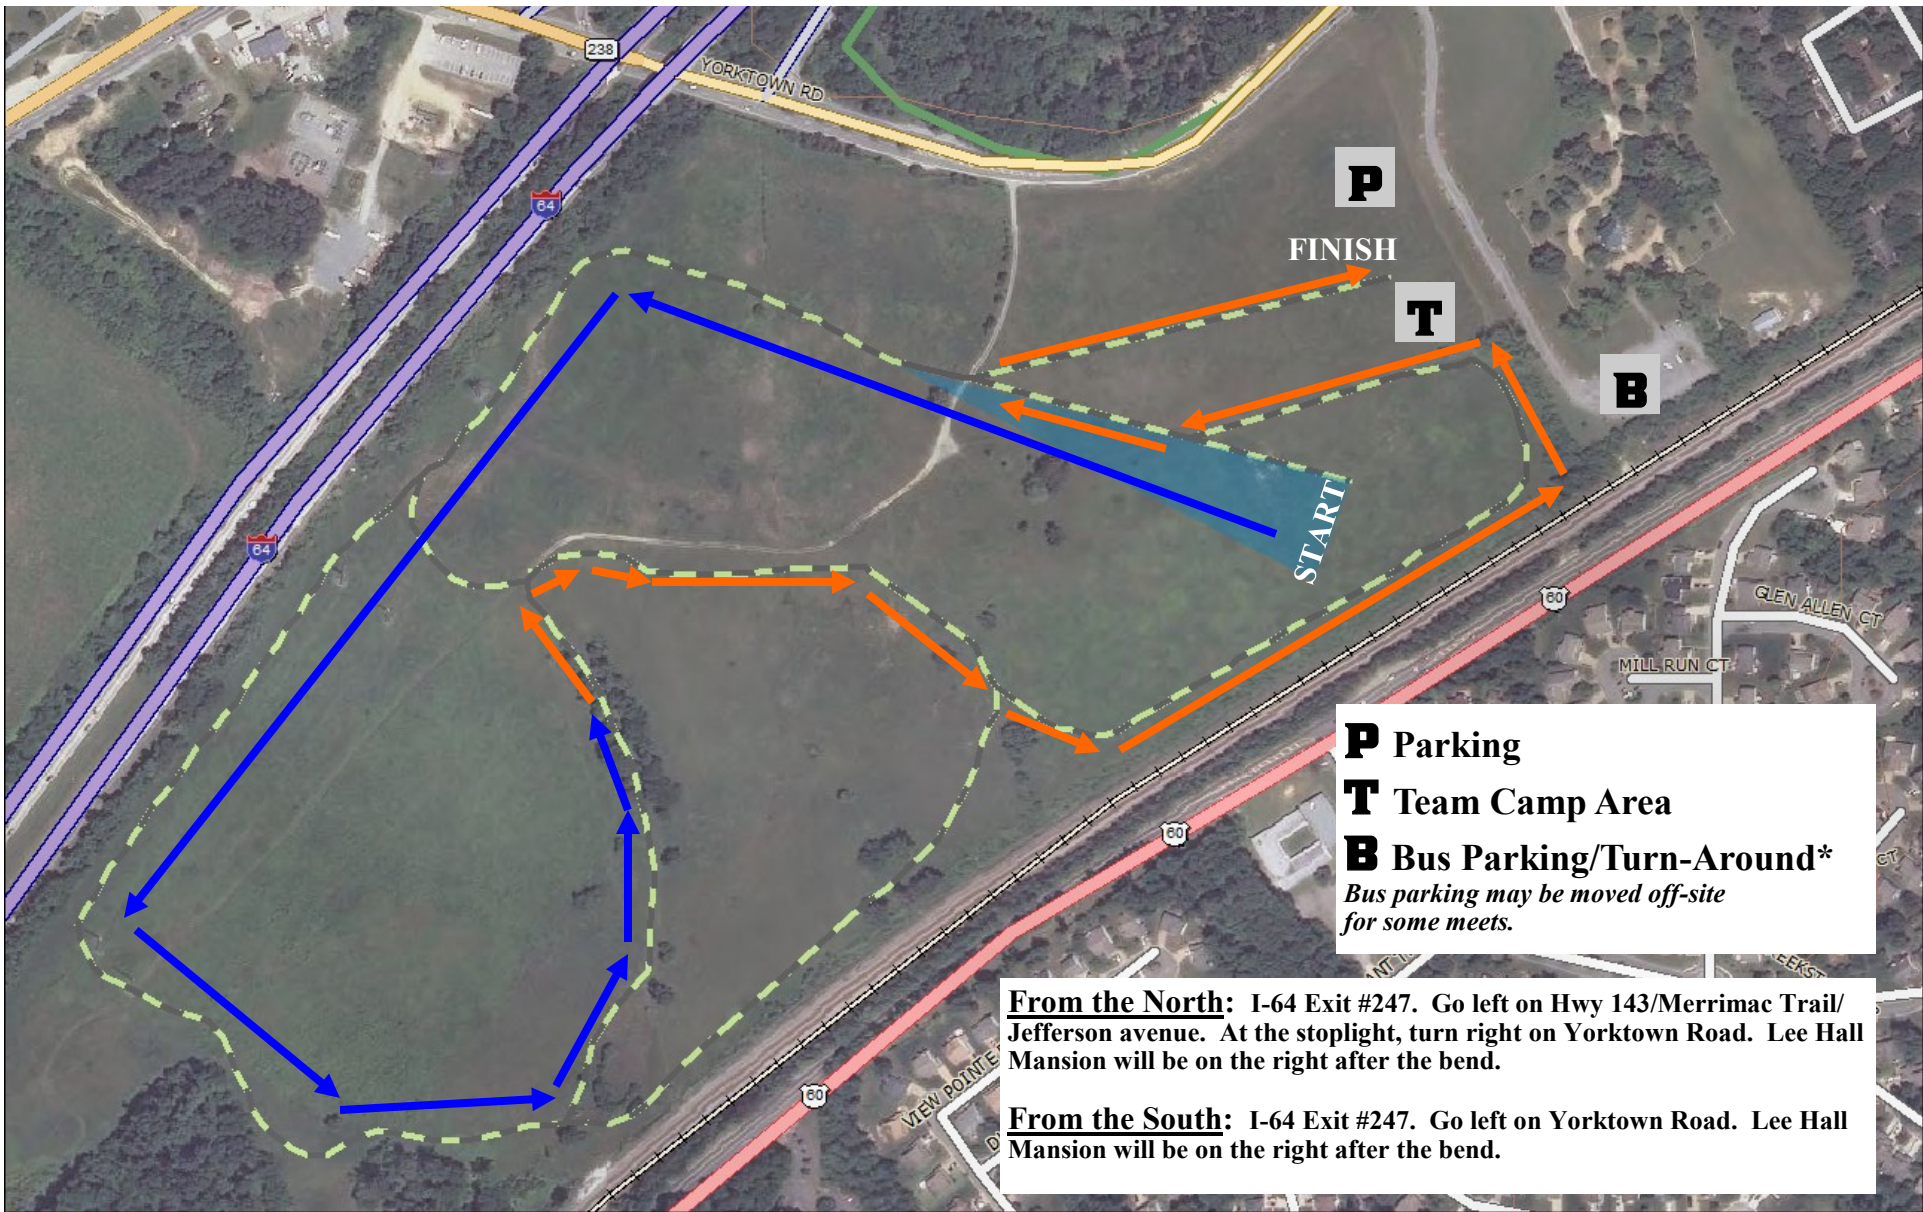 238
YORKTOWN RD
64
64
P
FINISH
T
B
START
60
GLEN ALLEN CT
MILL RUN CT
P Parking
T Team Camp Area
B Bus Parking/Turn-Around*
Bus parking may be moved off-site
for some meets.
60
CT
60
VIEW POINTE
From the North: I-64 Exit #247. Go left on Hwy 143/Merrimac Trail/
Jefferson avenue. At the stoplight, turn right on Yorktown Road. Lee Hall
Mansion will be on the right after the bend.
From the South: I-64 Exit #247. Go left on Yorktown Road. Lee Hall
Mansion will be on the right after the bend.